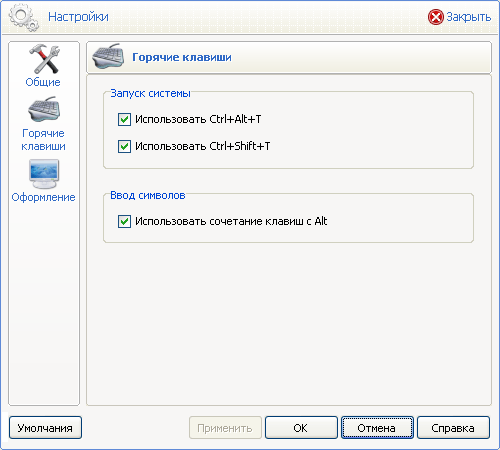 Настройки
Закрыть
Общие
Горячие
клавиши
Оформление
Горячие клавиши
Запуск системы
Использовать Ctrl+Alt+T
Использовать Ctrl+Shift+T
Ввод символов
Использовать сочетание клавиш с Alt
Умолчания
Применить
ОК
Отмена
Справка